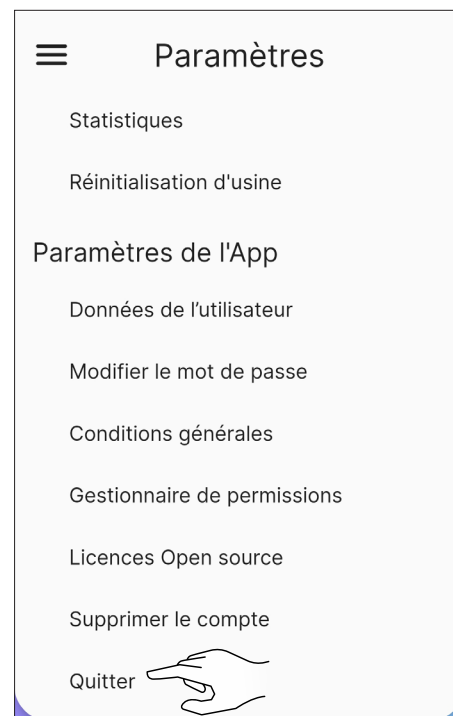 Paramètres
Statistiques
Réinitialisation d'usine
Paramètres de l'App
Données de l’utilisateur
Modifier le mot de passe
Conditions générales
Gestionnaire de permissions
Licences Open source
Supprimer le compte
Quitter